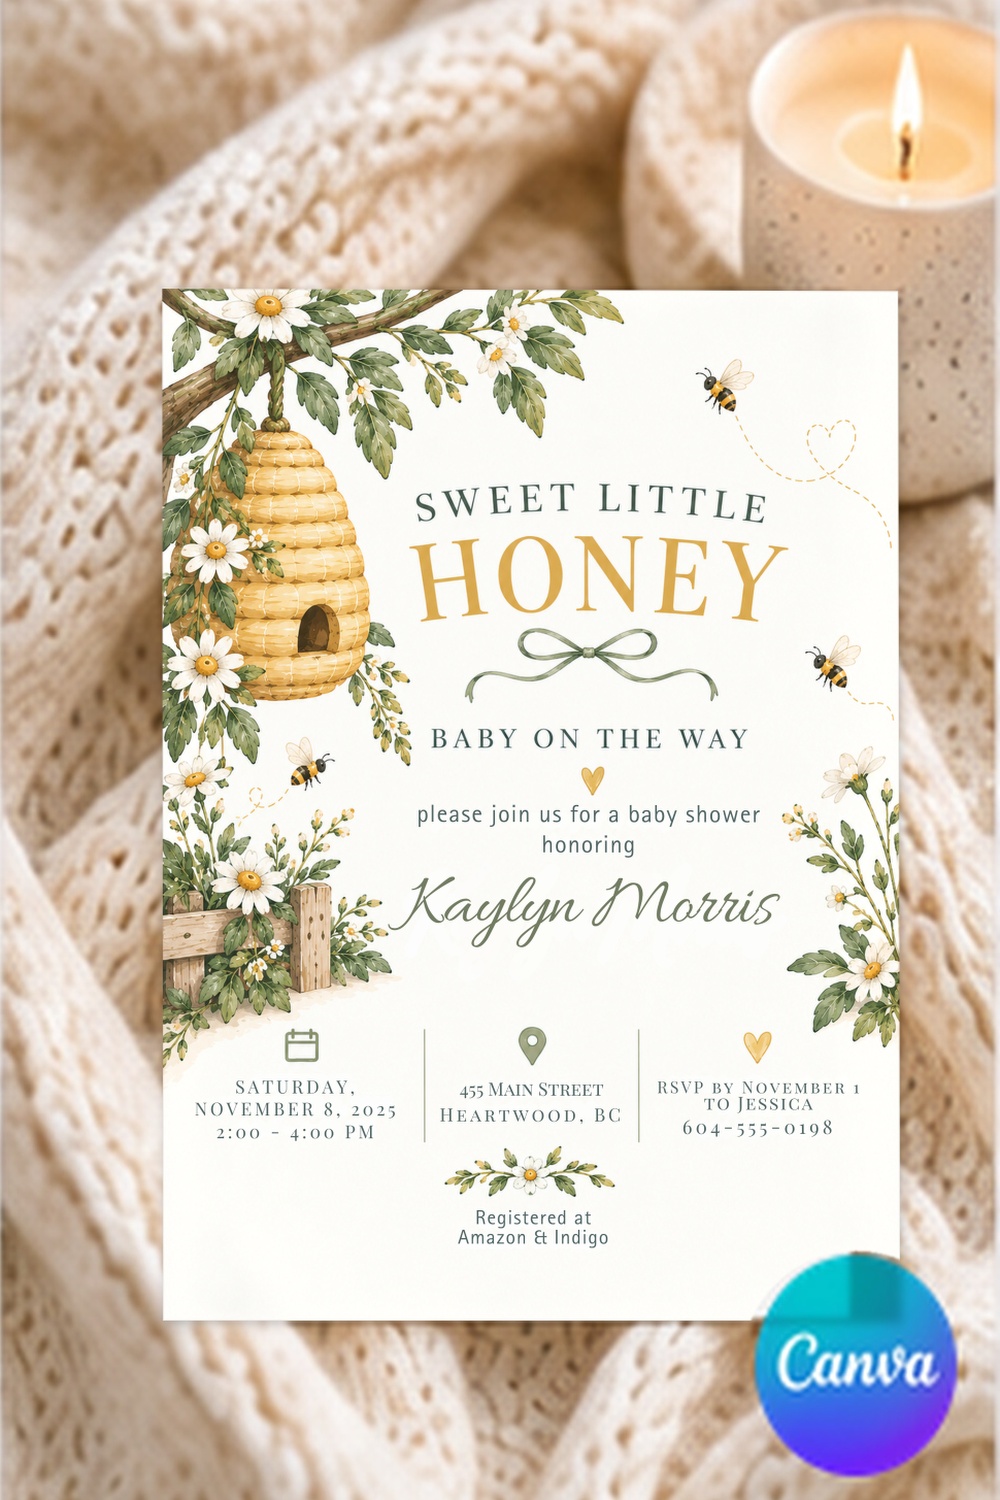 SWEET LITTLE
HONEY
BABY ON THE WAY
please join us for a baby shower
honoring
Kaylyn Morris
SATURDAY,
NOVEMBER 8, 2025
2:00 - 4:00 PM
455 MAIN STREET
HEARTWOOD, BC
RSVP BY NOVEMBER 1
TO JESSICA
604-555-0198
Registered at
Amazon & Indigo
Canva